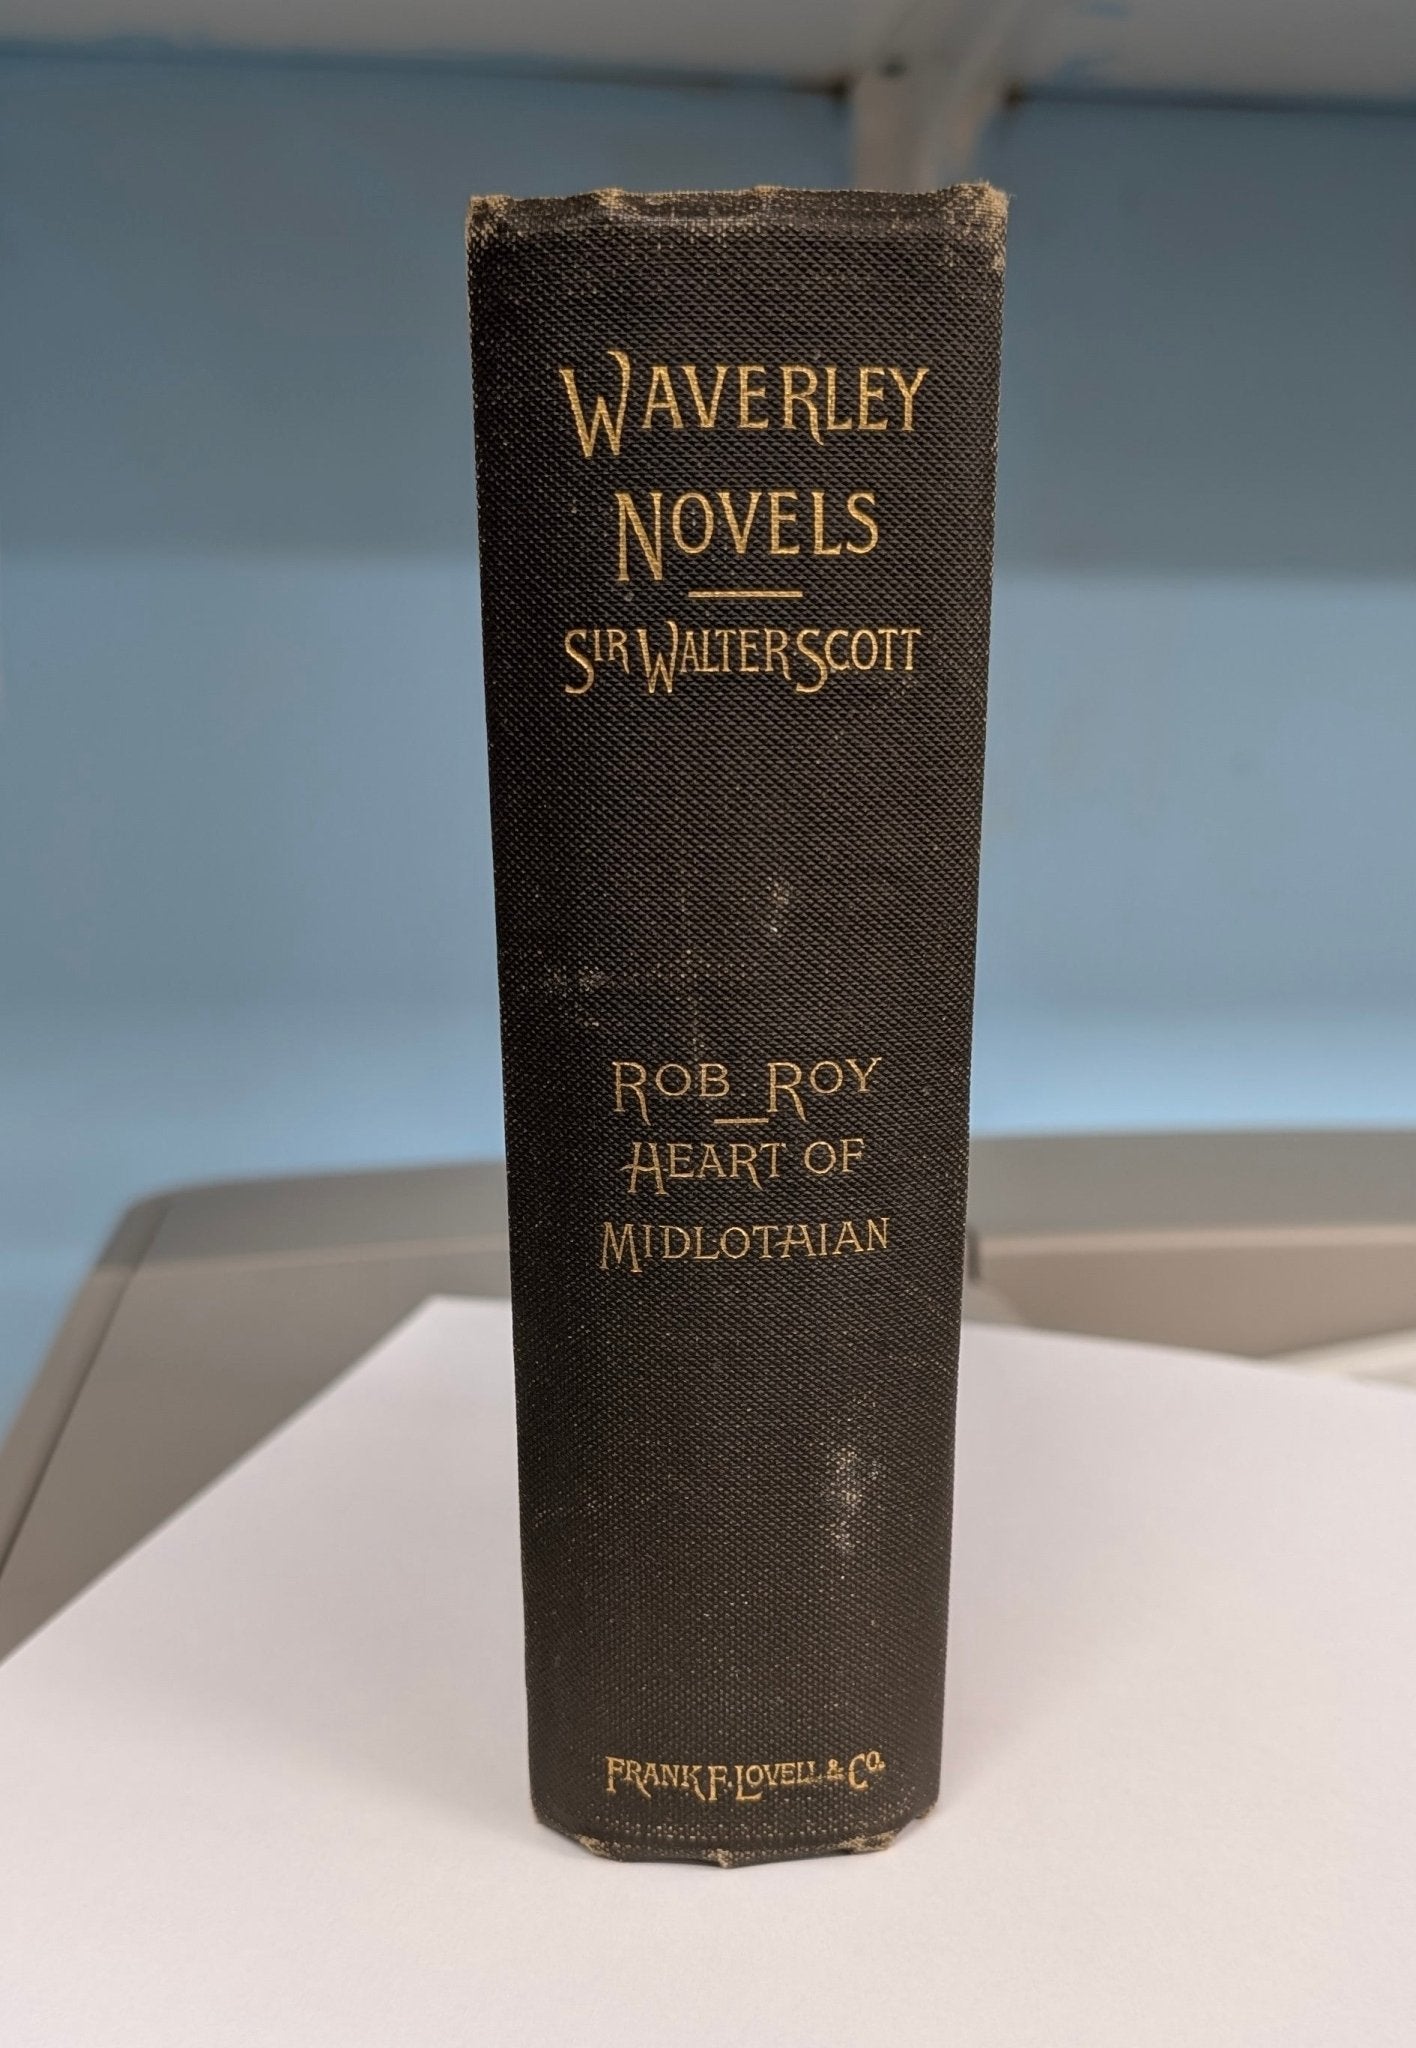 WAVERLEY
NOVELS
SIR WALTER SCOTT
ROB ROY
HEART OF
MIDLOTHIAN
FRANK F. LOVELL & CO.